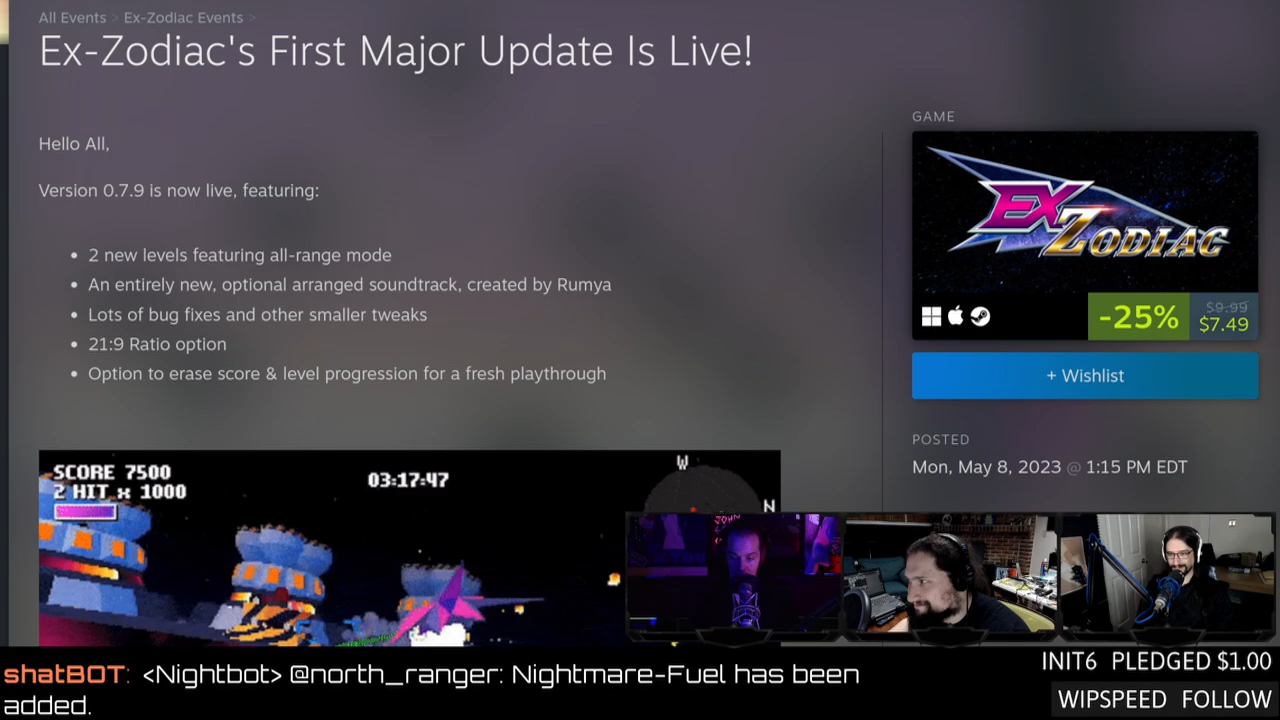 All Events > Ex-Zodiac Events >
Ex-Zodiac's First Major Update Is Live!
Hello All,
Version 0.7.9 is now live, featuring:
• 2 new levels featuring all-range mode
• An entirely new, optional arranged soundtrack, created by Rumya
• Lots of bug fixes and other smaller tweaks
• 21:9 Ratio option
• Option to erase score & level progression for a fresh playthrough
GAME
EX
ZODIAC
-25%
$9.99
$7.49
+ Wishlist
POSTED
Mon, May 8, 2023 @ 1:15 PM EDT
SCORE 7500
2 HIT x 1000
03:17:47
W
N
JOHN
shatBOT: <Nightbot> @north_ranger: Nightmare-Fuel has been
added.
INIT6 PLEDGED $1.00
WIPSPEED FOLLOW